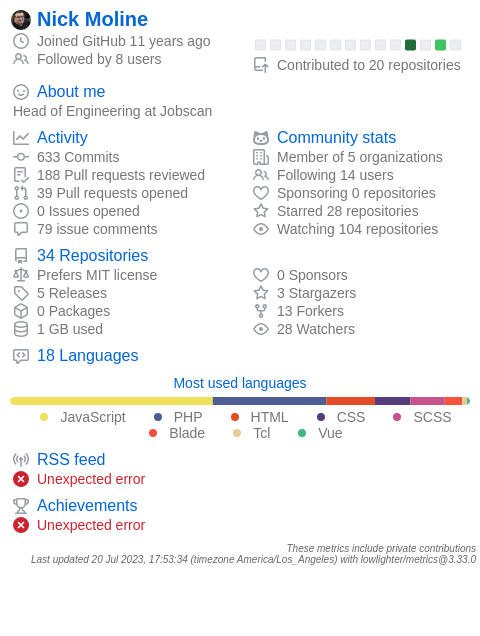 Nick Moline
Joined GitHub 11 years ago
Followed by 8 users
Contributed to 20 repositories
About me
Head of Engineering at Jobscan
Activity
633 Commits
188 Pull requests reviewed
39 Pull requests opened
0 Issues opened
79 issue comments
Community stats
Member of 5 organizations
Following 14 users
Sponsoring 0 repositories
Starred 28 repositories
Watching 104 repositories
34 Repositories
Prefers MIT license
5 Releases
0 Packages
1 GB used
0 Sponsors
3 Stargazers
13 Forkers
28 Watchers
18 Languages
Most used languages
JavaScript PHP HTML CSS SCSS
Blade Tcl Vue
RSS feed
Unexpected error
Achievements
Unexpected error
These metrics include private contributions
Last updated 20 Jul 2023, 17:53:34 (timezone America/Los_Angeles) with lowlighter/metrics@3.33.0